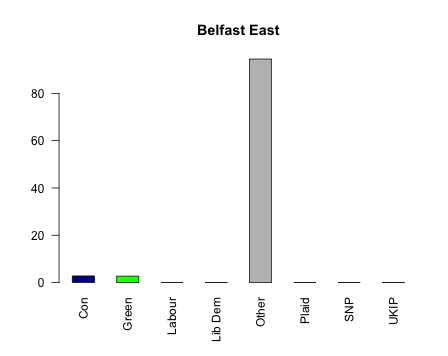 Belfast East
80
60
40
20
0
Con
Green
Labour
Lib Dem
Other
Plaid
SNP
UKIP